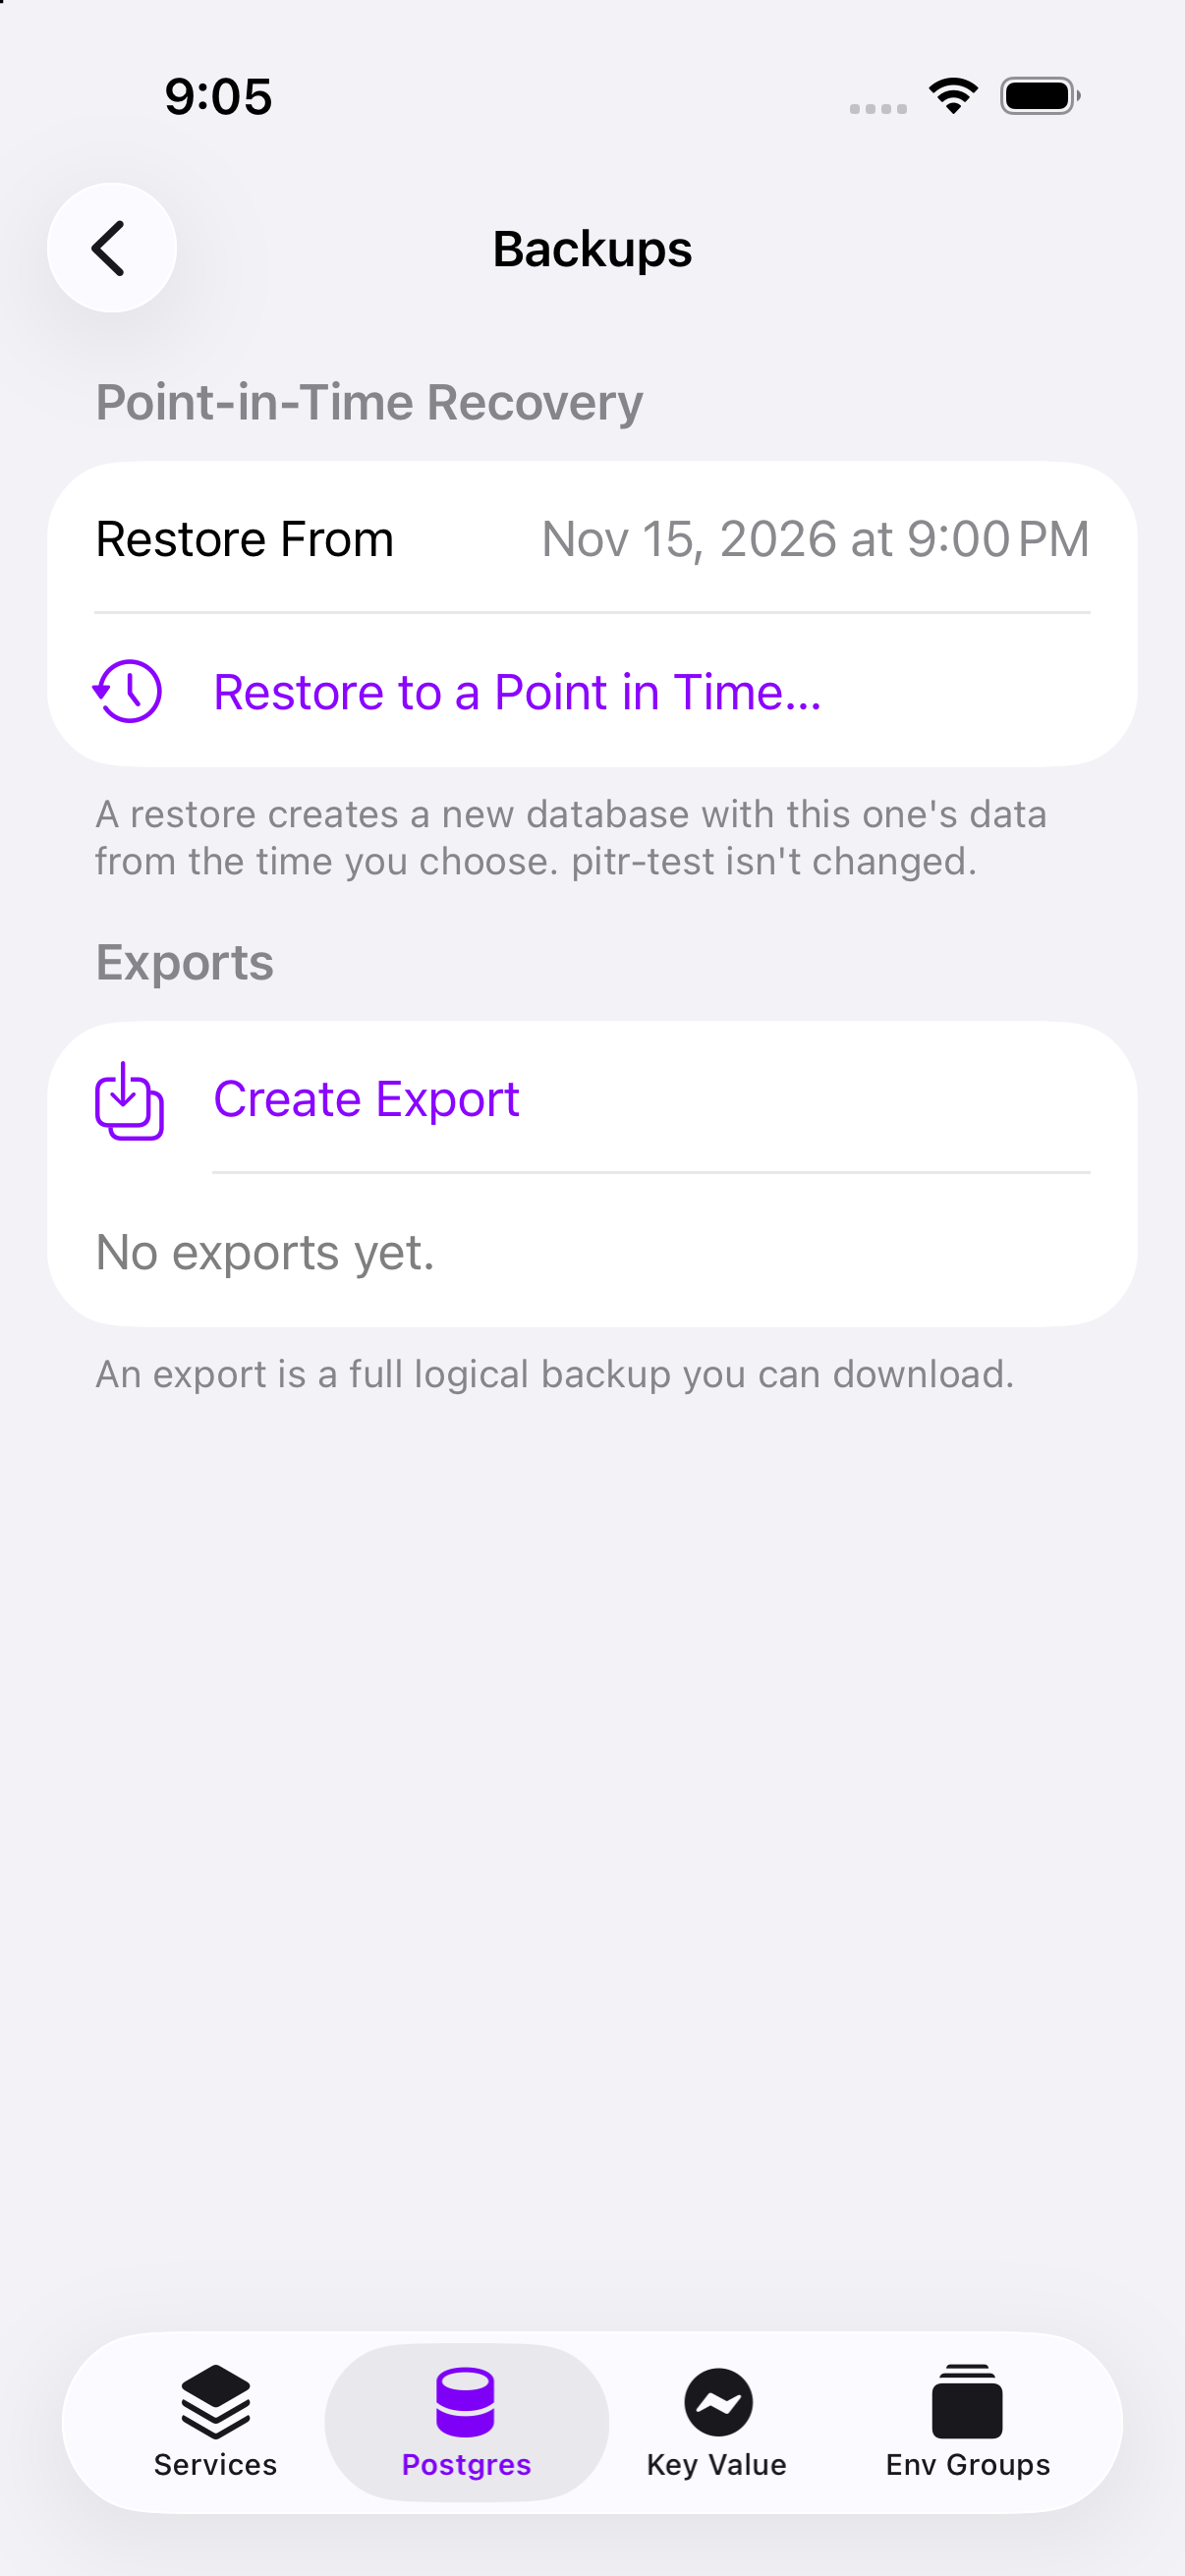 9:05
Backups
Point-in-Time Recovery
Restore From Nov 15, 2026 at 9:00 PM
Restore to a Point in Time...
A restore creates a new database with this one's data
from the time you choose. pitr-test isn't changed.
Exports
Create Export
No exports yet.
An export is a full logical backup you can download.
Services Postgres Key Value Env Groups